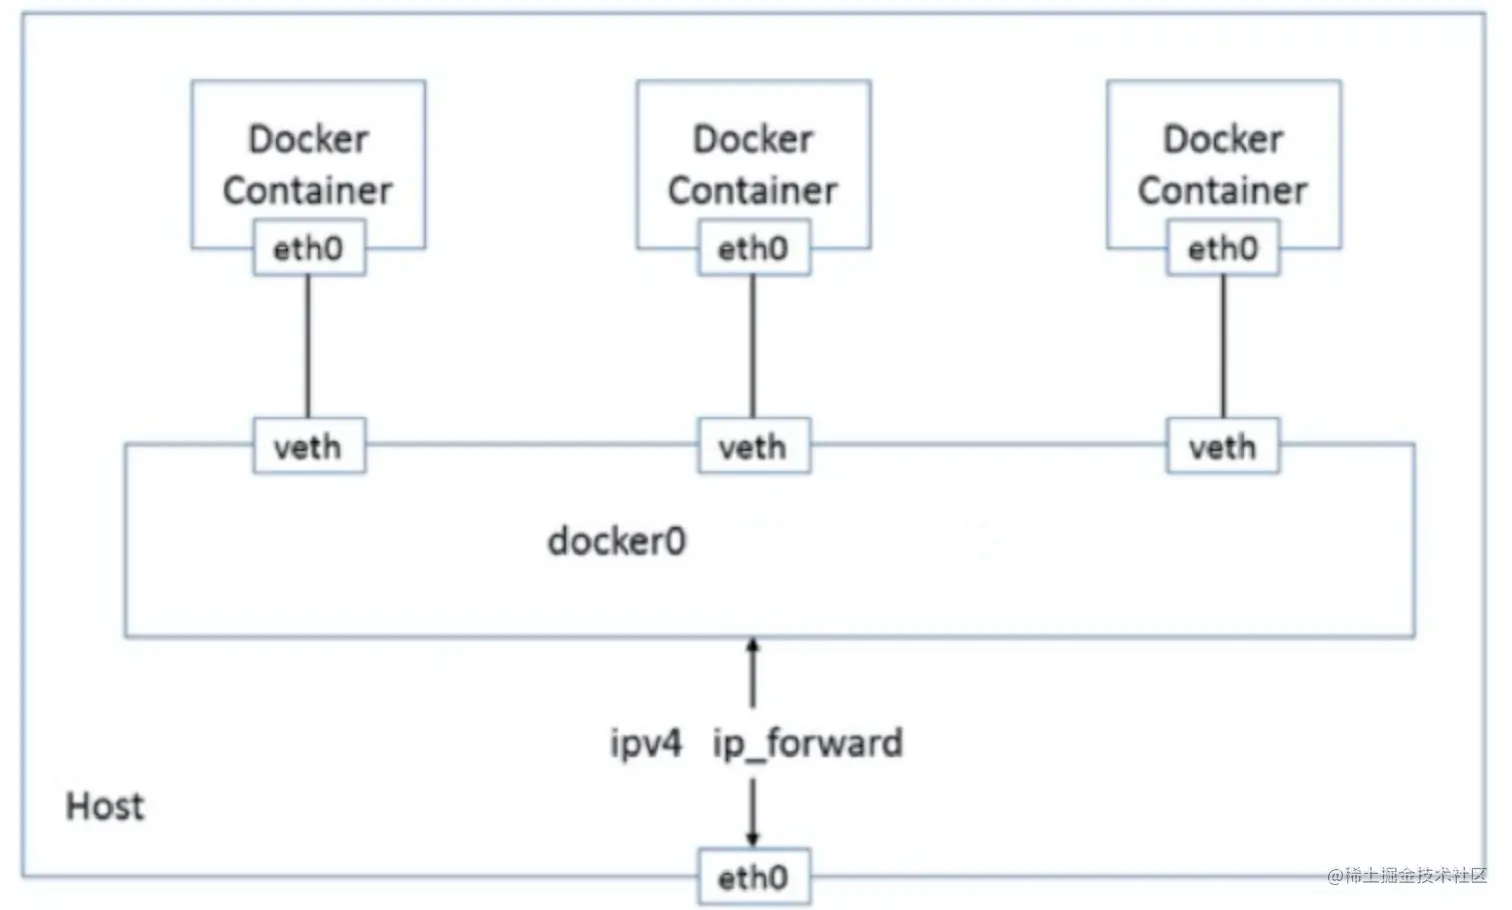 Docker
Container
eth0
Docker
Container
eth0
Docker
Container
eth0
veth
veth
veth
docker0
ipv4 ip_forward
Host
eth0
@稀土掘金技术社区